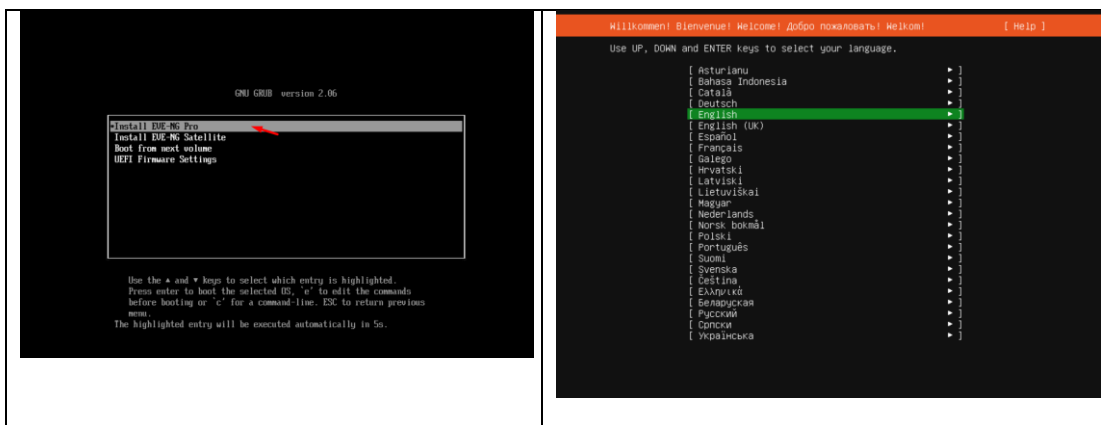 GNU GRUB version 2.06
*Install EVE-NG Pro
Install EVE-NG Satellite
Boot from next volume
UEFI Firmware Settings
Use the ▲ and ▼ keys to select which entry is highlighted.
Press enter to boot the selected OS, `e' to edit the commands
before booting or `c' for a command-line. ESC to return previous
menu.
The highlighted entry will be executed automatically in 5s.
Willkommen! Bienvenue! Welcome! Добро пожаловать! Welkom! [ Help ]
Use UP, DOWN and ENTER keys to select your language.
[ Asturianu ► ]
[ Bahasa Indonesia ► ]
[ Català ► ]
[ Deutsch ► ]
[ English ► ]
[ English (UK) ► ]
[ Español ► ]
[ Français ► ]
[ Galego ► ]
[ Hrvatski ► ]
[ Latviski ► ]
[ Lietuviškai ► ]
[ Magyar ► ]
[ Nederlands ► ]
[ Norsk bokmål ► ]
[ Polski ► ]
[ Português ► ]
[ Suomi ► ]
[ Svenska ► ]
[ Čeština ► ]
[ Ελληνικά ► ]
[ Беларуская ► ]
[ Русский ► ]
[ Српски ► ]
[ Українська ► ]